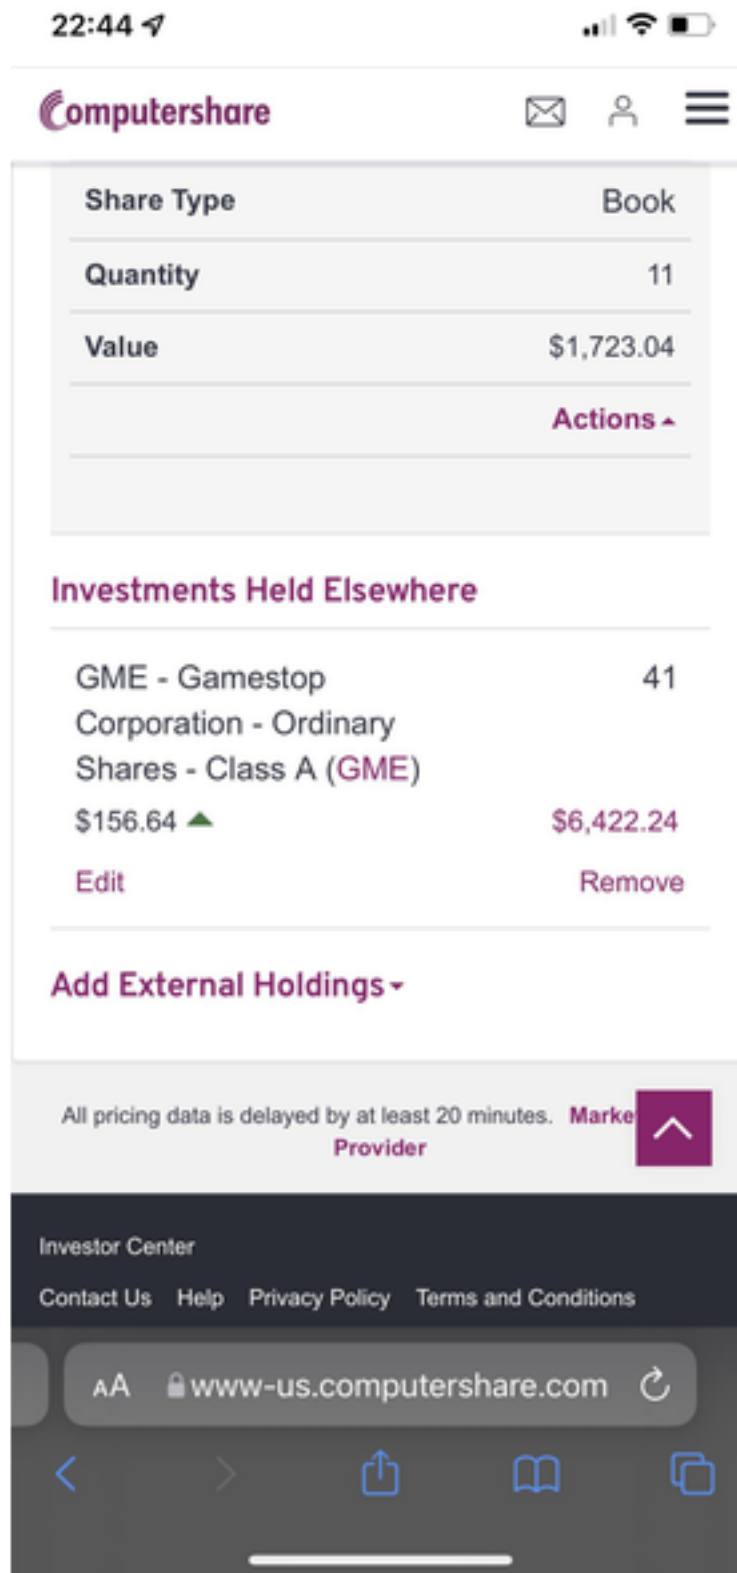 22:44
Computershare
Share Type Book
Quantity 11
Value $1,723.04
Actions
Investments Held Elsewhere
GME - Gamestop 41
Corporation - Ordinary
Shares - Class A (GME)
$156.64 $6,422.24
Edit Remove
Add External Holdings
All pricing data is delayed by at least 20 minutes. Marke
Provider
Investor Center
Contact Us Help Privacy Policy Terms and Conditions
AA www-us.computershare.com